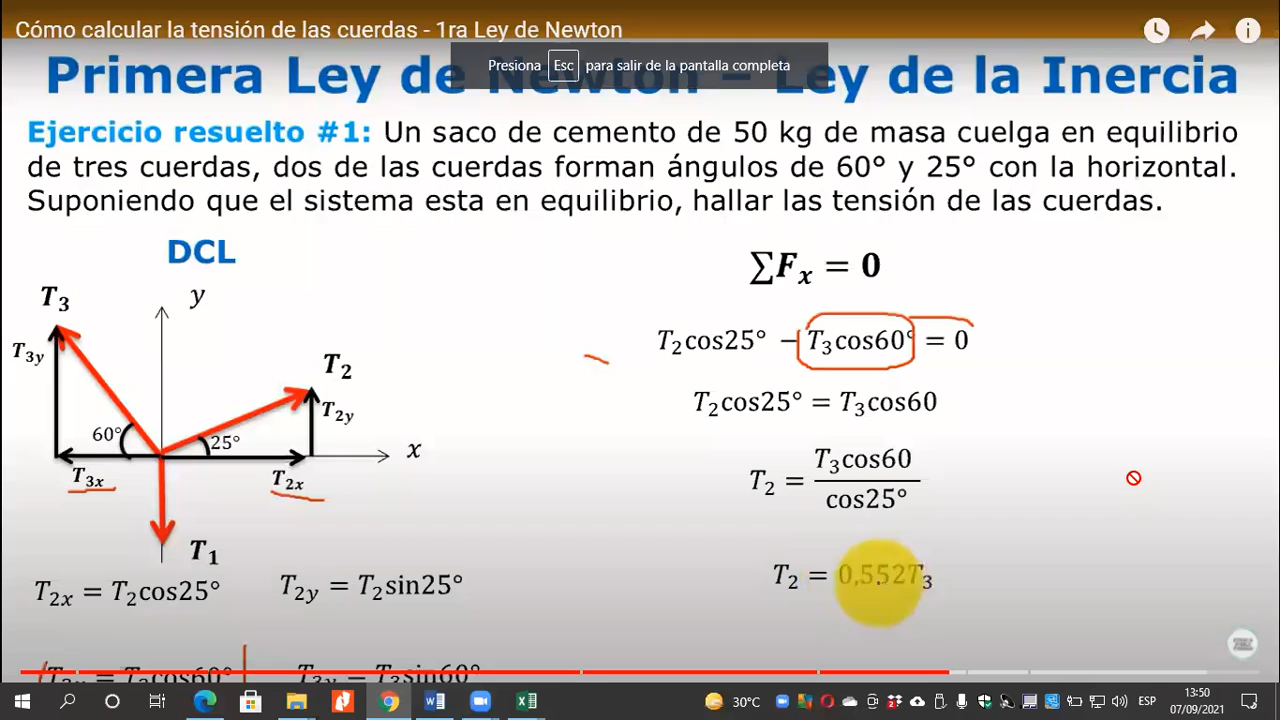 Cómo calcular la tensión de las cuerdas - 1ra Ley de Newton
Presiona Esc para salir de la pantalla completa
Primera Ley de Newton – Ley de la Inercia
Ejercicio resuelto #1: Un saco de cemento de 50 kg de masa cuelga en equilibrio
de tres cuerdas, dos de las cuerdas forman ángulos de 60° y 25° con la horizontal.
Suponiendo que el sistema esta en equilibrio, hallar las tensión de las cuerdas.
DCL
∑Fₓ = 0
y
T₃
T₃y
T₂
T₂y
60°
25°
x
T₃ₓ
T₂ₓ
T₁
T₂ₓ = T₂cos25°
T₂y = T₂sin25°
T₃ₓ = T₃cos60°
T₃y = T₃sin60°
T₂cos25° − T₃cos60° = 0
T₂cos25° = T₃cos60
T₂ = T₃cos60 / cos25°
T₂ = 0,552T₃
30°C
ESP
13:50
07/09/2021